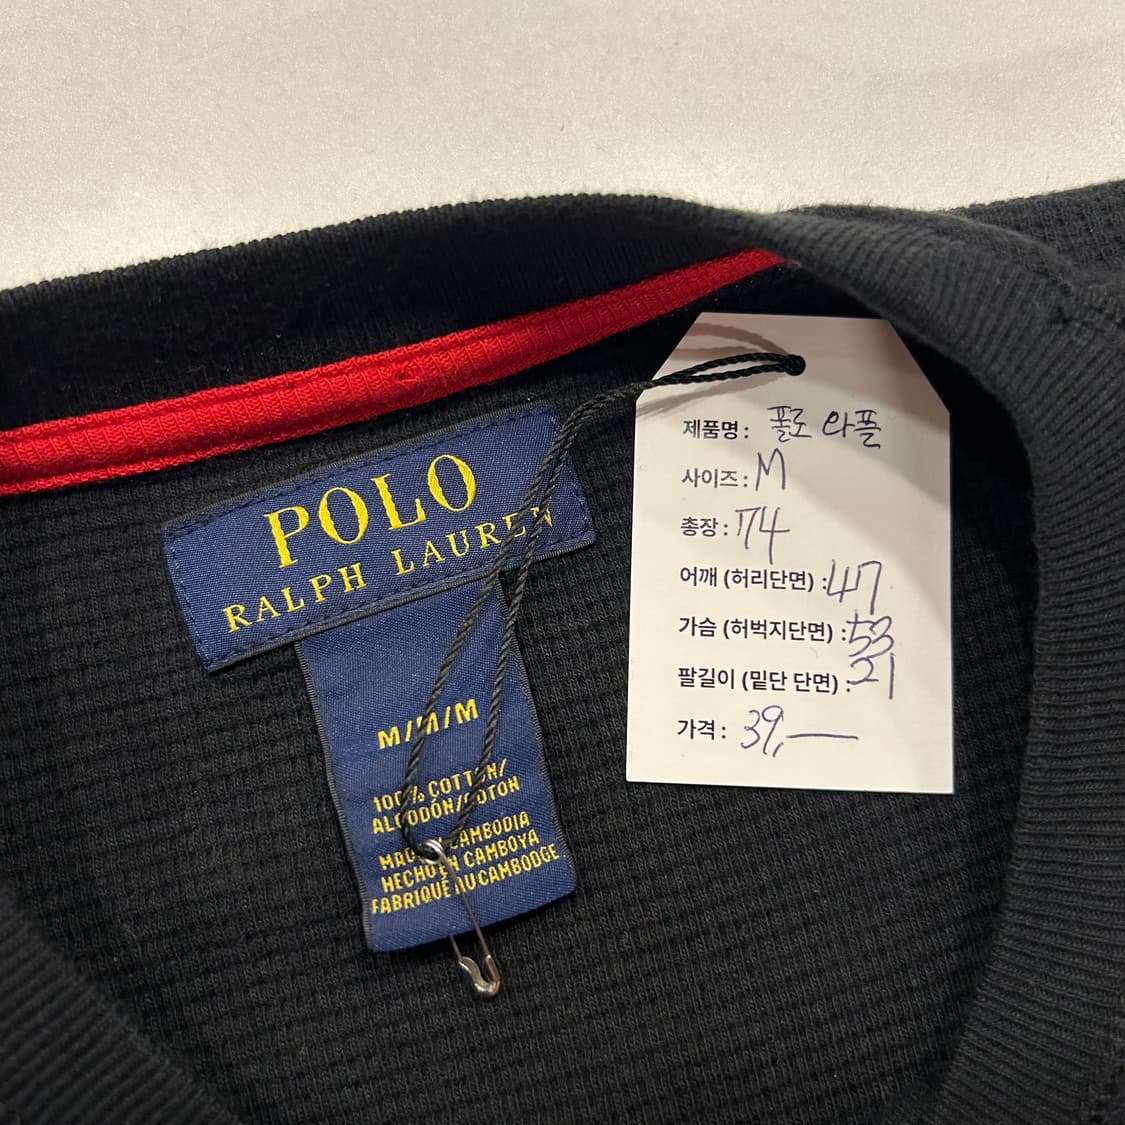 POLO
RALPH LAUREN
M/M/M
100% COTTON/
ALGODÓN/COTON
MADE IN CAMBODIA
HECHO EN CAMBOYA
FABRIQUÉ AU CAMBODGE
제품명 : 폴로 와플
사이즈 : M
총장 : 74
어깨 (허리단면) : 47
가슴 (허벅지단면) : 53
팔길이 (밑단 단면) : 21
가격 : 39,—